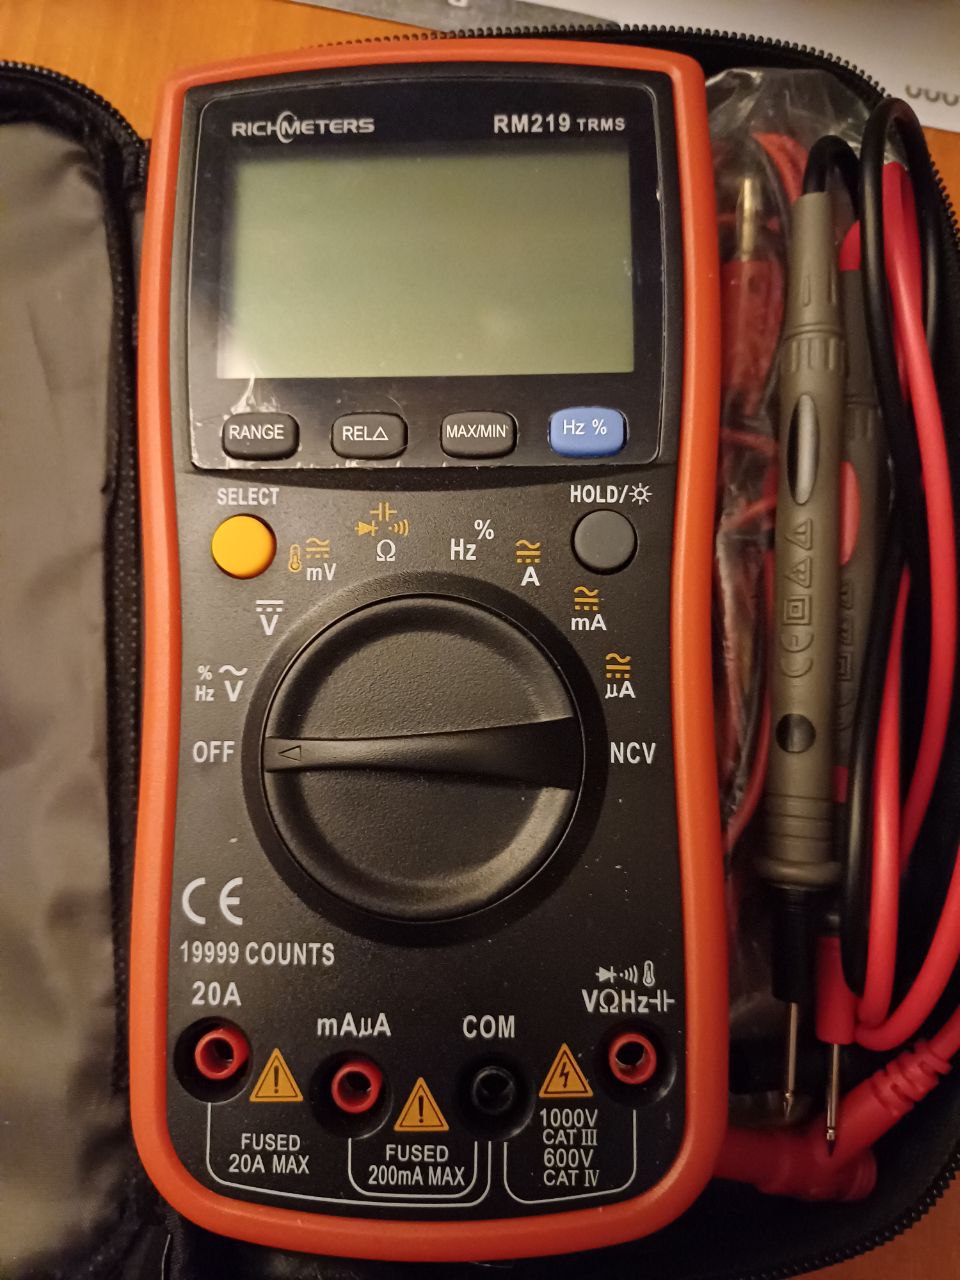 RICHMETERS
RM219 TRMS
RANGE
REL△
MAX/MIN
Hz %
SELECT
HOLD/
mV
Ω
Hz %
A
mA
μA
V
% Hz V
OFF
NCV
CE
19999 COUNTS
20A
mAμA
COM
VΩHz
FUSED
20A MAX
FUSED
200mA MAX
1000V
CAT III
600V
CAT IV
CE